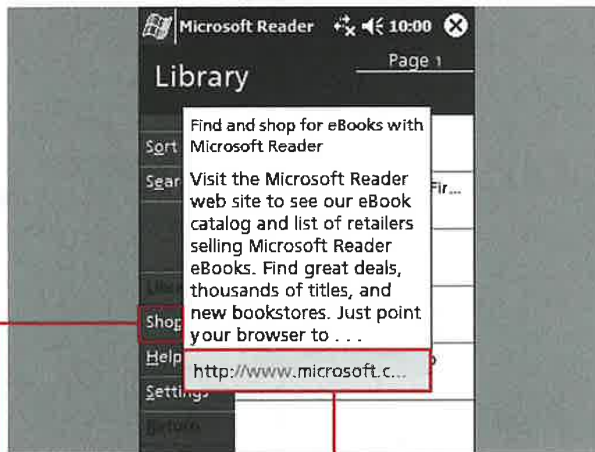 Microsoft Reader 10:00
Page 1
Library
Find and shop for eBooks with
Microsoft Reader
Visit the Microsoft Reader
web site to see our eBook
catalog and list of retailers
selling Microsoft Reader
eBooks. Find great deals,
thousands of titles, and
new bookstores. Just point
your browser to . . .
http://www.microsoft.c...
Sort
Sear
Fir...
Shop
Help
Settings
Return